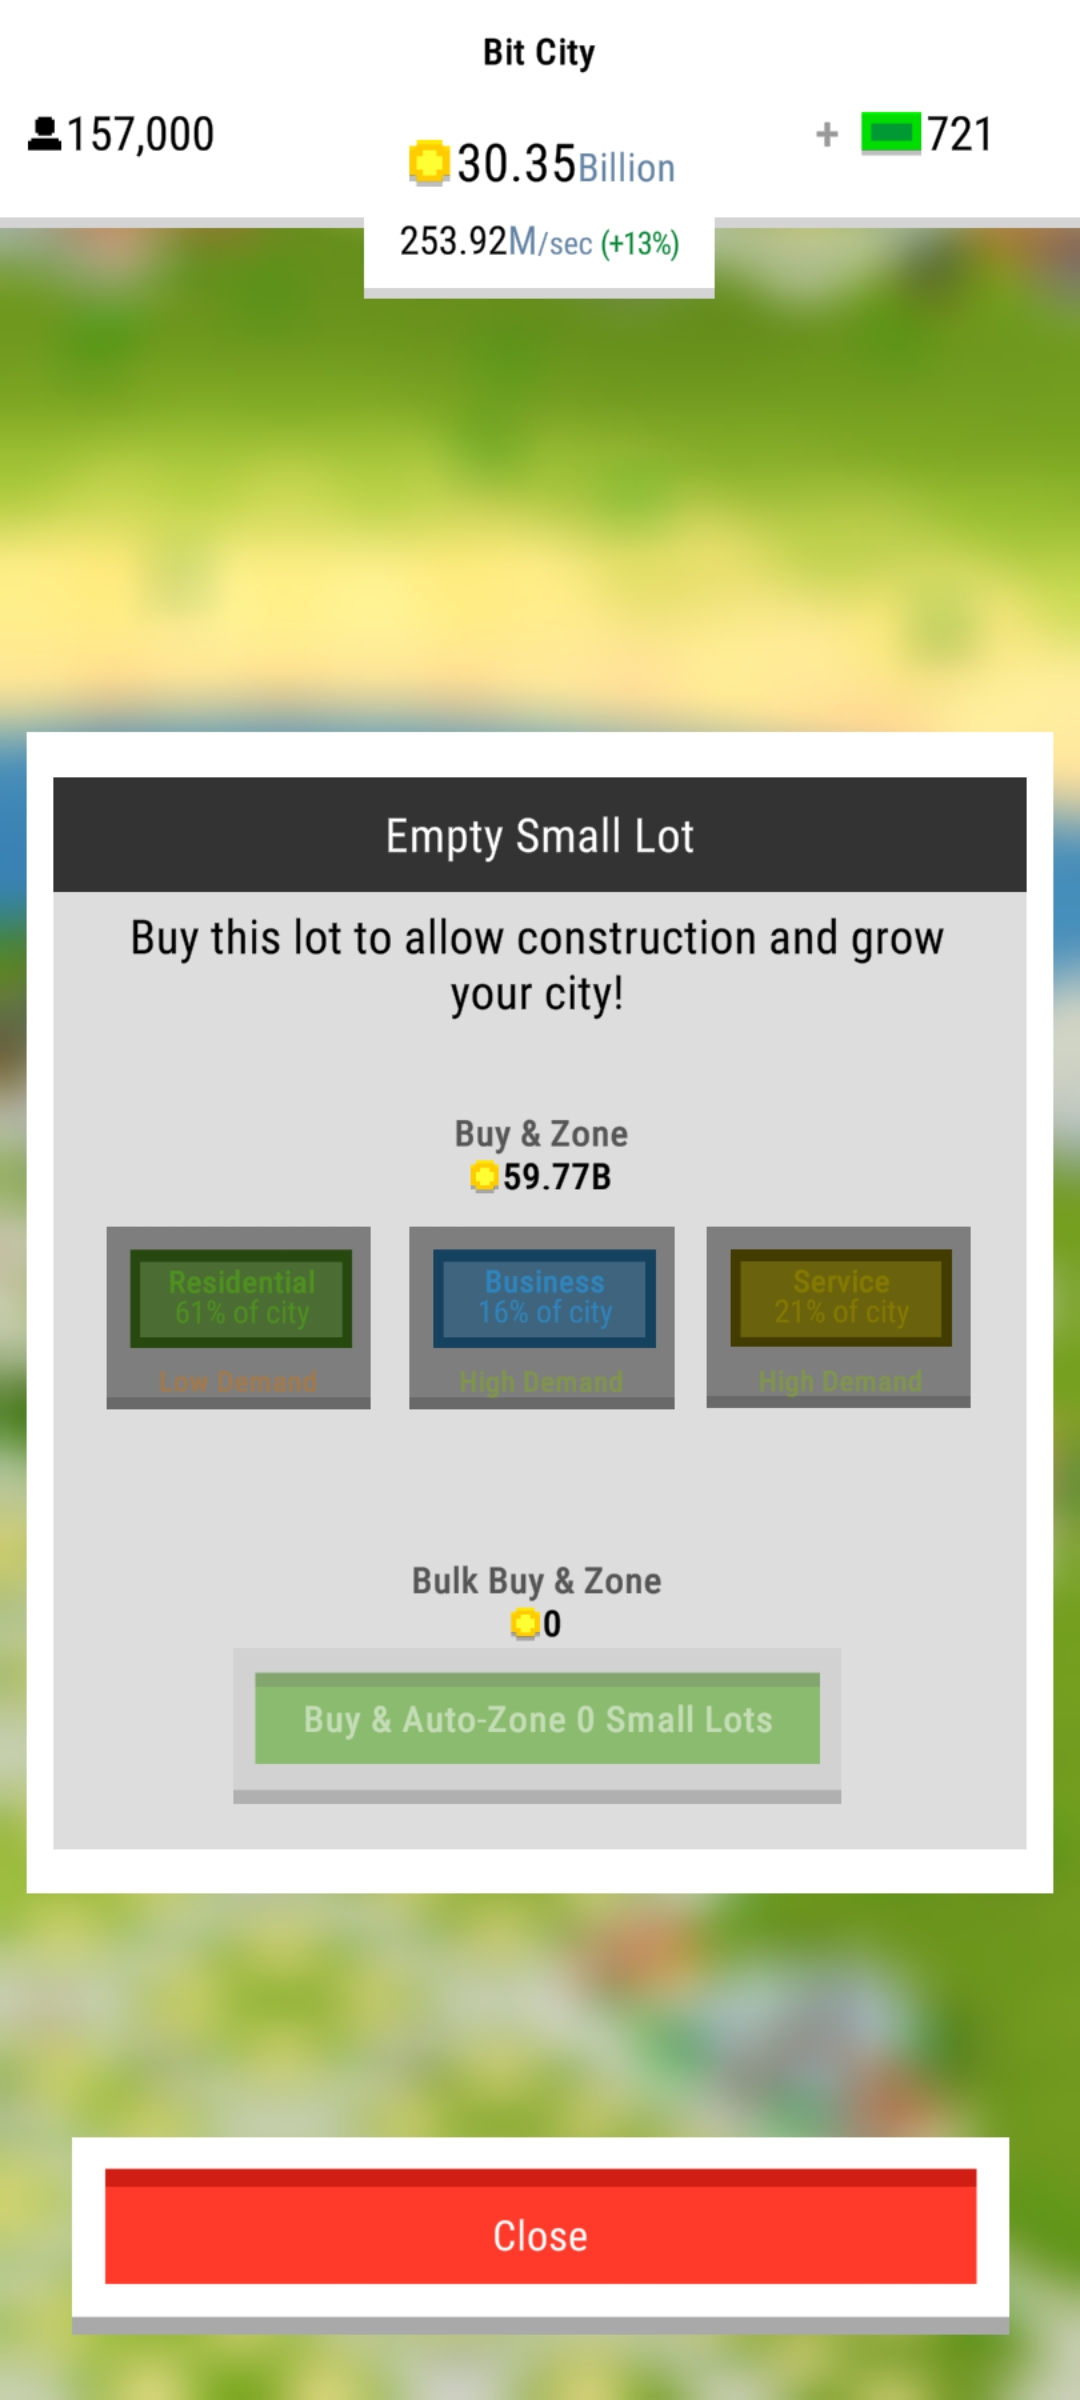 Bit City
157,000
30.35Billion
+ 721
253.92M/sec (+13%)
Empty Small Lot
Buy this lot to allow construction and grow
your city!
Buy & Zone
59.77B
Residential
61% of city
Low Demand
Business
16% of city
High Demand
Service
21% of city
High Demand
Bulk Buy & Zone
0
Buy & Auto-Zone 0 Small Lots
Close